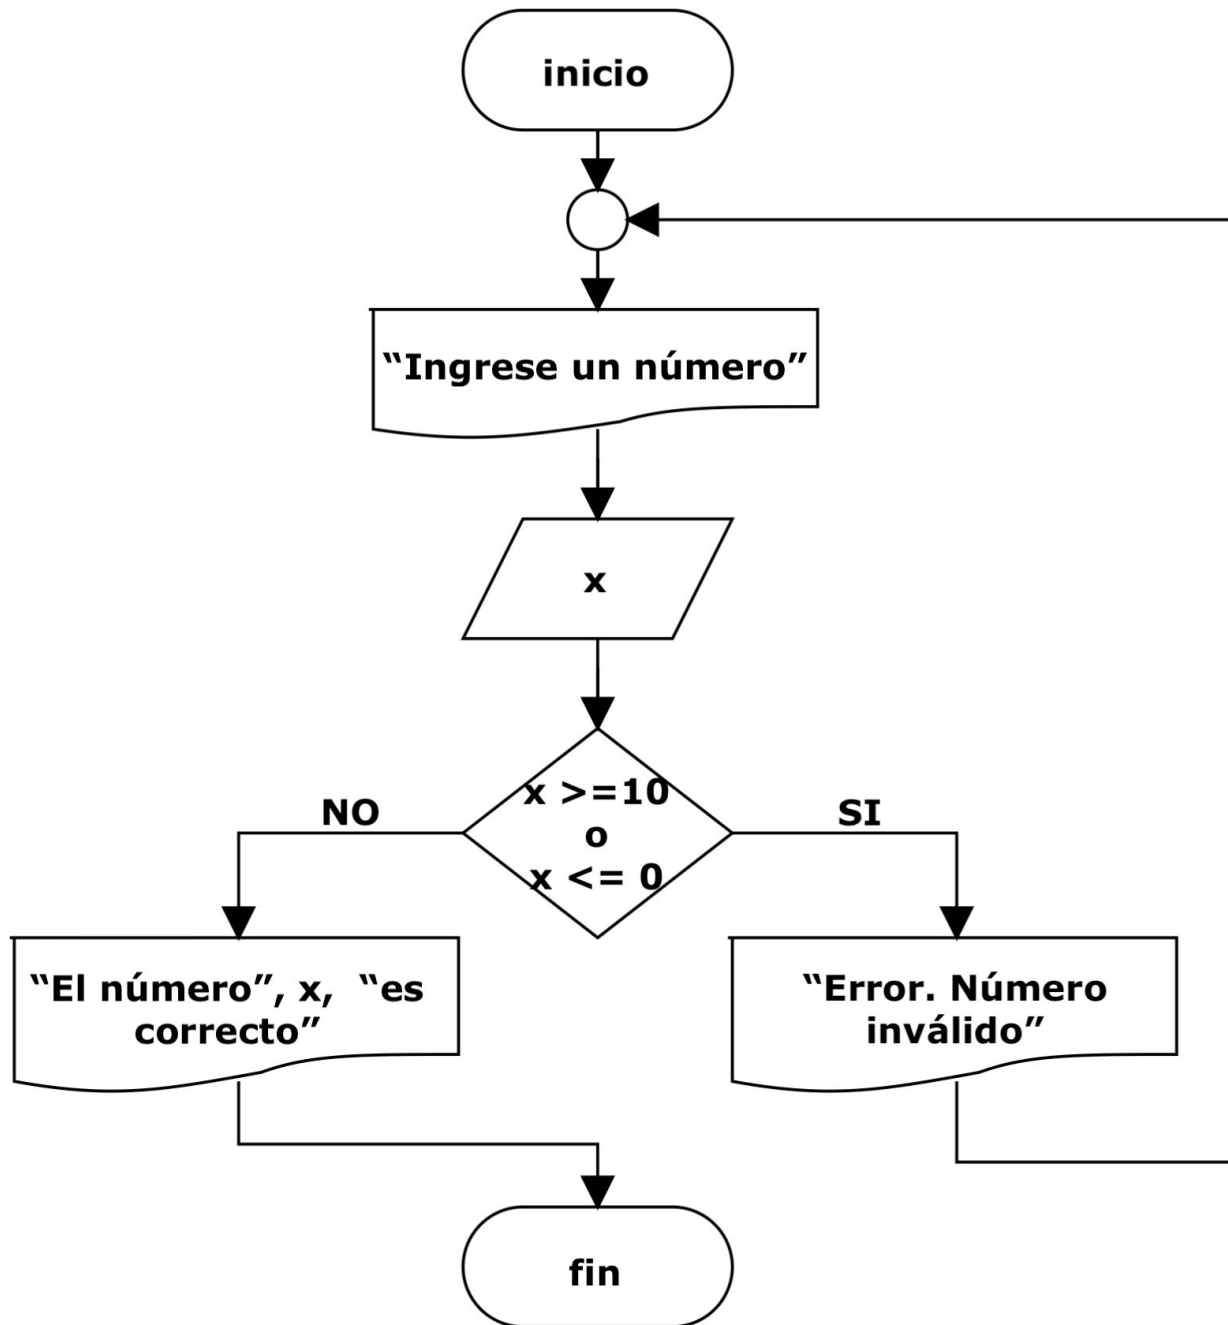 inicio
“Ingrese un número”
x
x >=10
o
x <= 0
NO
SI
“El número”, x, “es
correcto”
“Error. Número
inválido”
fin